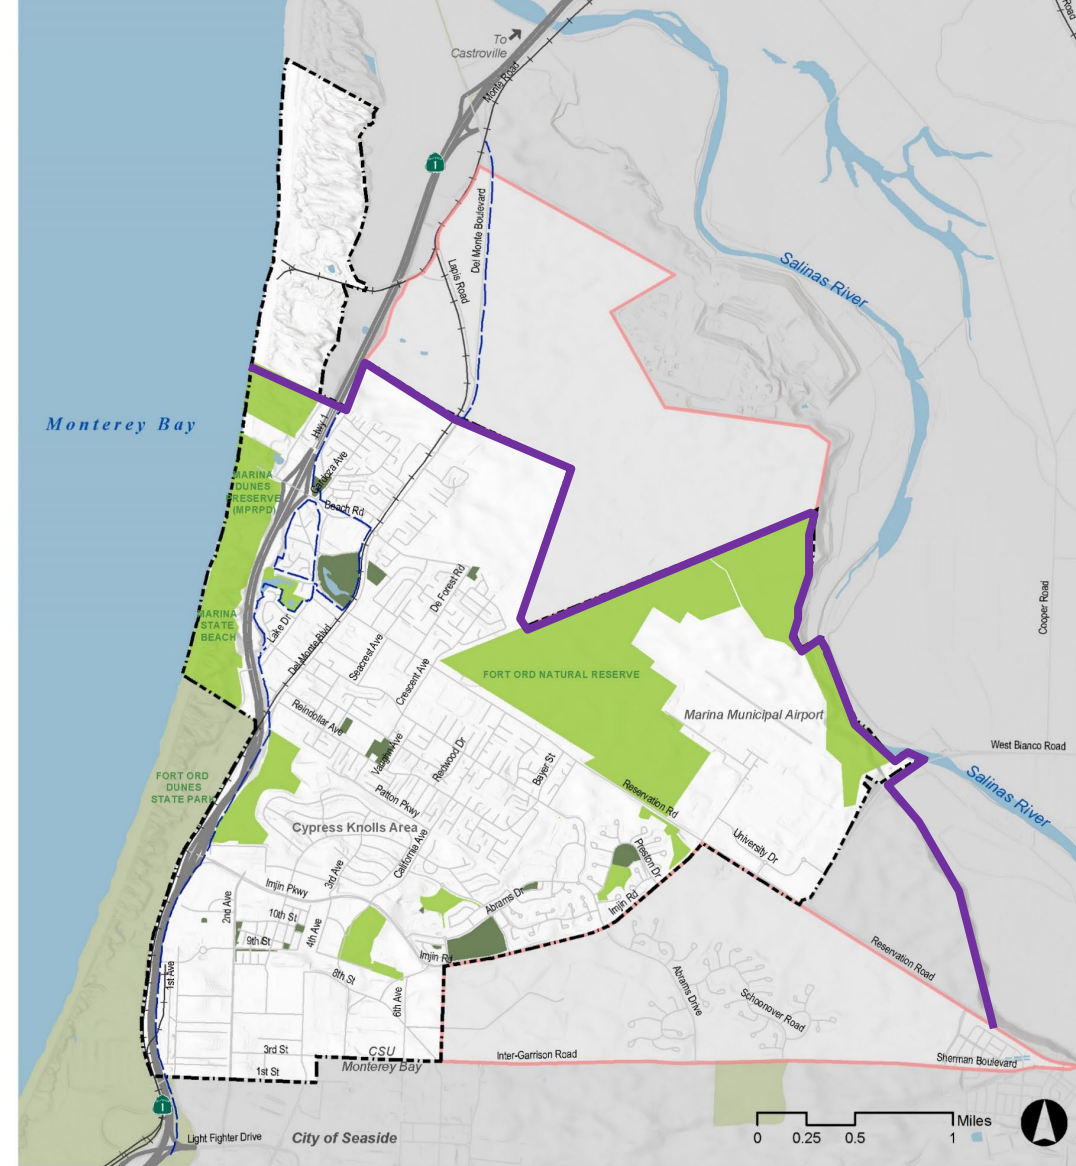 To
Castroville
Monte Road
Road
1
Del Monte Boulevard
Lapis Road
Salinas River
Monterey Bay
Hwy 1
Cardoza Ave
MARINA
DUNES
RESERVE
(MPRPD)
Beach Rd
De Forest Rd
Cooper Road
MARINA
STATE
BEACH
Lake Dr
Del Monte Blvd
Seacrest Ave
Crescent Ave
FORT ORD NATURAL RESERVE
Marina Municipal Airport
Reindollar Ave
Vaughn Ave
Redwood Dr
Bayer St
West Blanco Road
Salinas River
FORT ORD
DUNES
STATE PARK
Patton Pkwy
Reservation Rd
Cypress Knolls Area
California Ave
University Dr
Preston Dr
3rd Ave
Imjin Pkwy
2nd Ave
10th St
Abrams Dr
Imjin Rd
4th Ave
9th St
Imjin Rd
8th St
1st Ave
6th Ave
Abrams Drive
Schoonover Road
Reservation Road
3rd St
CSU
Monterey Bay
1st St
Inter-Garrison Road
Sherman Boulevard
1
Light Fighter Drive
City of Seaside
Miles
0 0.25 0.5 1